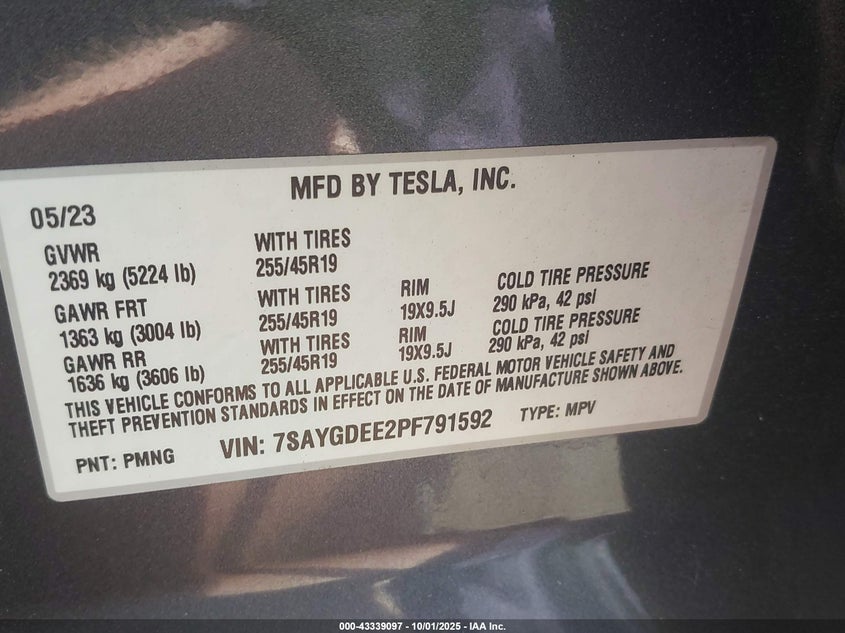 MFD BY TESLA, INC.
05/23
GVWR WITH TIRES
2369 kg (5224 lb) 255/45R19
GAWR FRT WITH TIRES RIM COLD TIRE PRESSURE
1363 kg (3004 lb) 255/45R19 19X9.5J 290 kPa, 42 psi
GAWR RR WITH TIRES RIM COLD TIRE PRESSURE
1636 kg (3606 lb) 255/45R19 19X9.5J 290 kPa, 42 psi
THIS VEHICLE CONFORMS TO ALL APPLICABLE U.S. FEDERAL MOTOR VEHICLE SAFETY AND
THEFT PREVENTION STANDARDS IN EFFECT ON THE DATE OF MANUFACTURE SHOWN ABOVE.
PNT: PMNG VIN: 7SAYGDEE2PF791592 TYPE: MPV
000-43339097 - 10/01/2025 - IAA Inc.